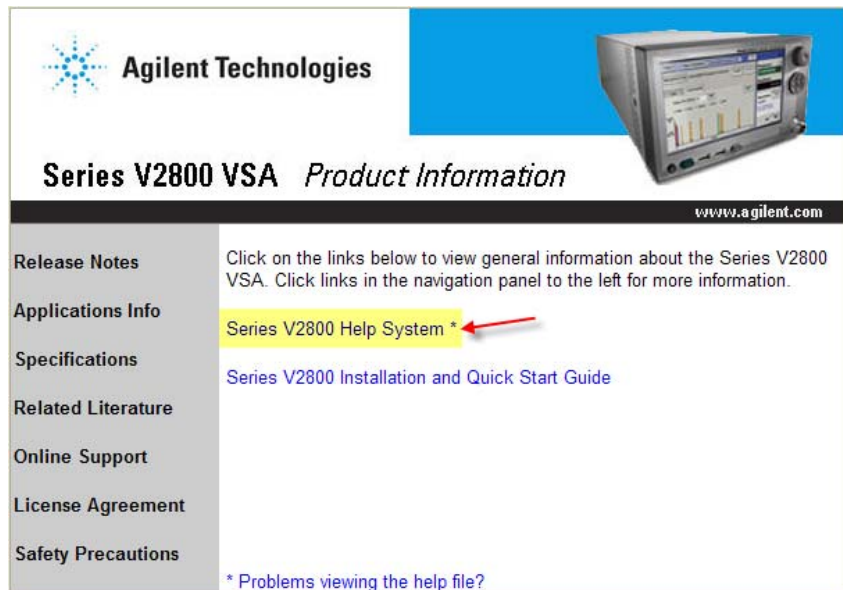 Agilent Technologies
Series V2800 VSA Product Information
www.agilent.com
Release Notes
Applications Info
Specifications
Related Literature
Online Support
License Agreement
Safety Precautions
Click on the links below to view general information about the Series V2800
VSA. Click links in the navigation panel to the left for more information.
Series V2800 Help System *
Series V2800 Installation and Quick Start Guide
* Problems viewing the help file?